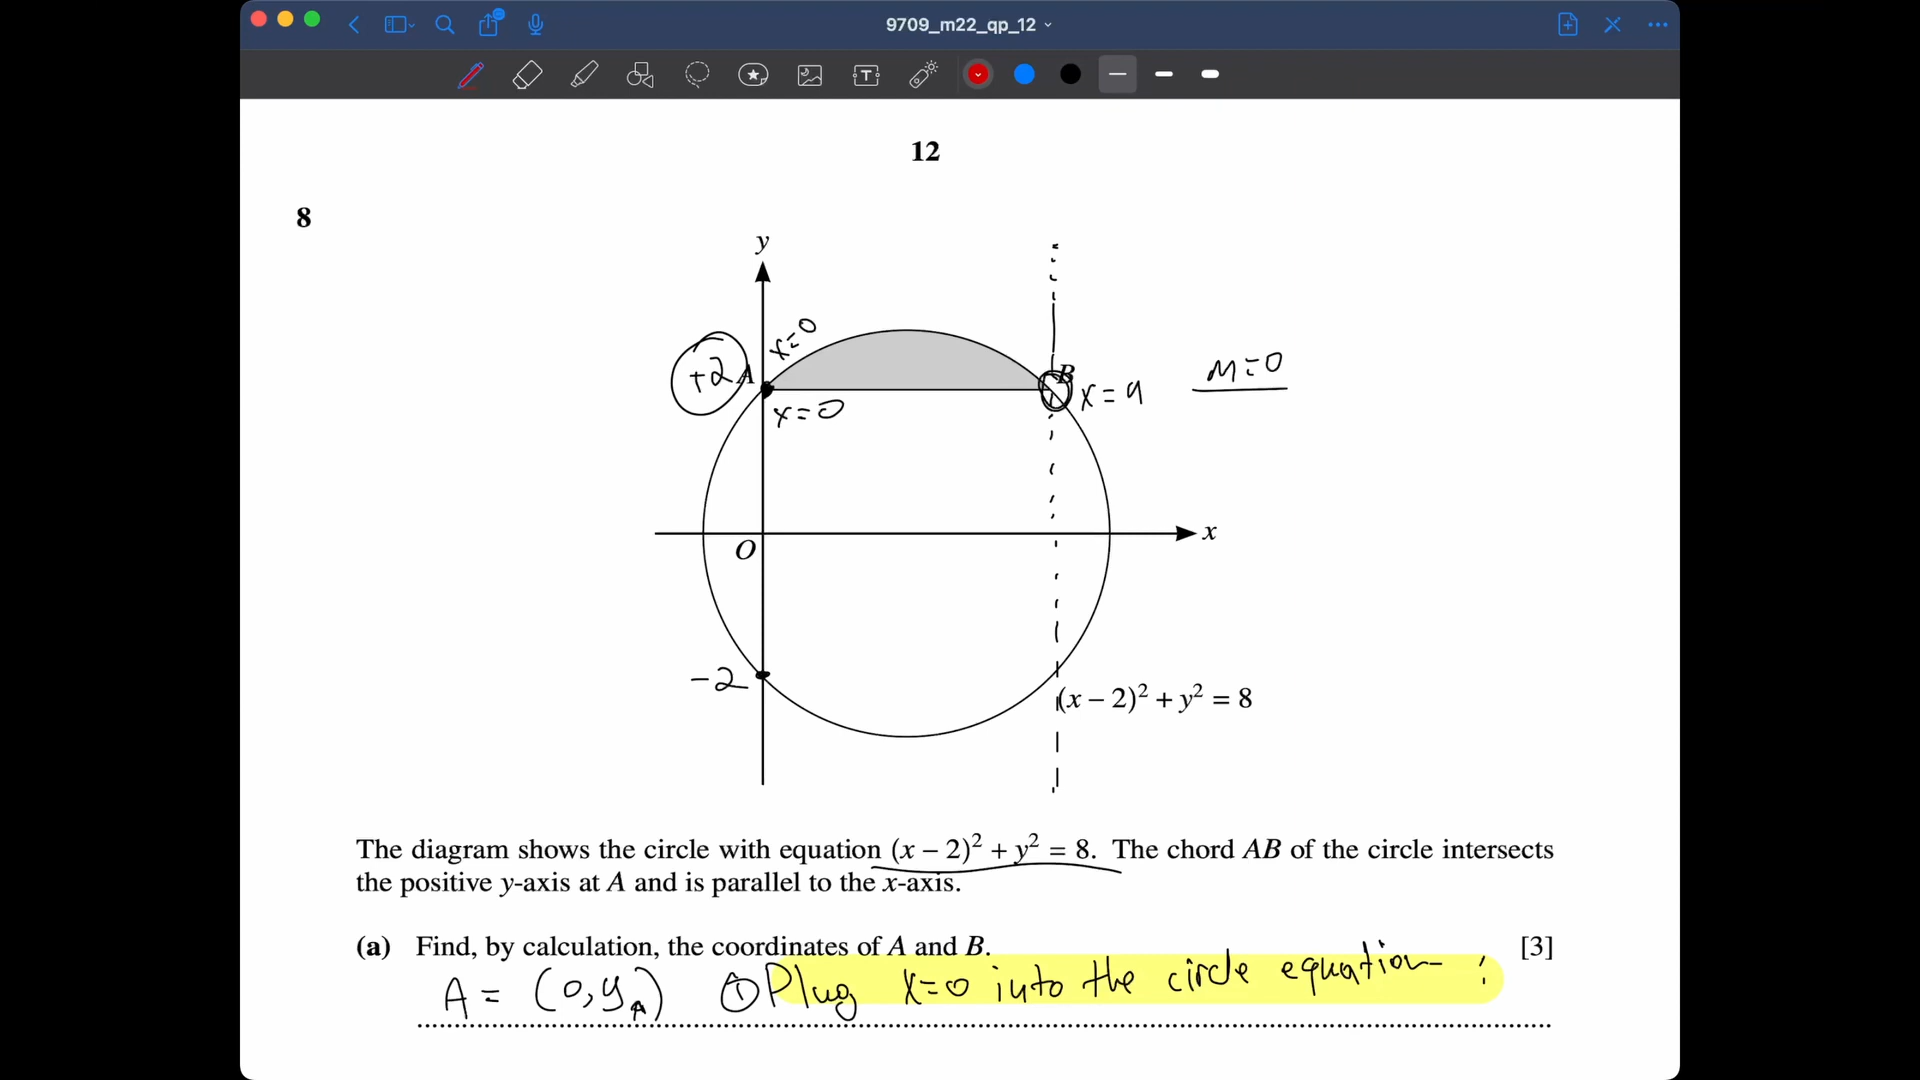 9709_m22_qp_12
12
8
y
x=0
+2 A
B
x=0
x = 9
m=0
O
x
-2
(x – 2)² + y² = 8
The diagram shows the circle with equation (x – 2)² + y² = 8. The chord AB of the circle intersects
the positive y-axis at A and is parallel to the x-axis.
(a) Find, by calculation, the coordinates of A and B. [3]
A = (0, y_A) ① Plug x=0 into the circle equation :